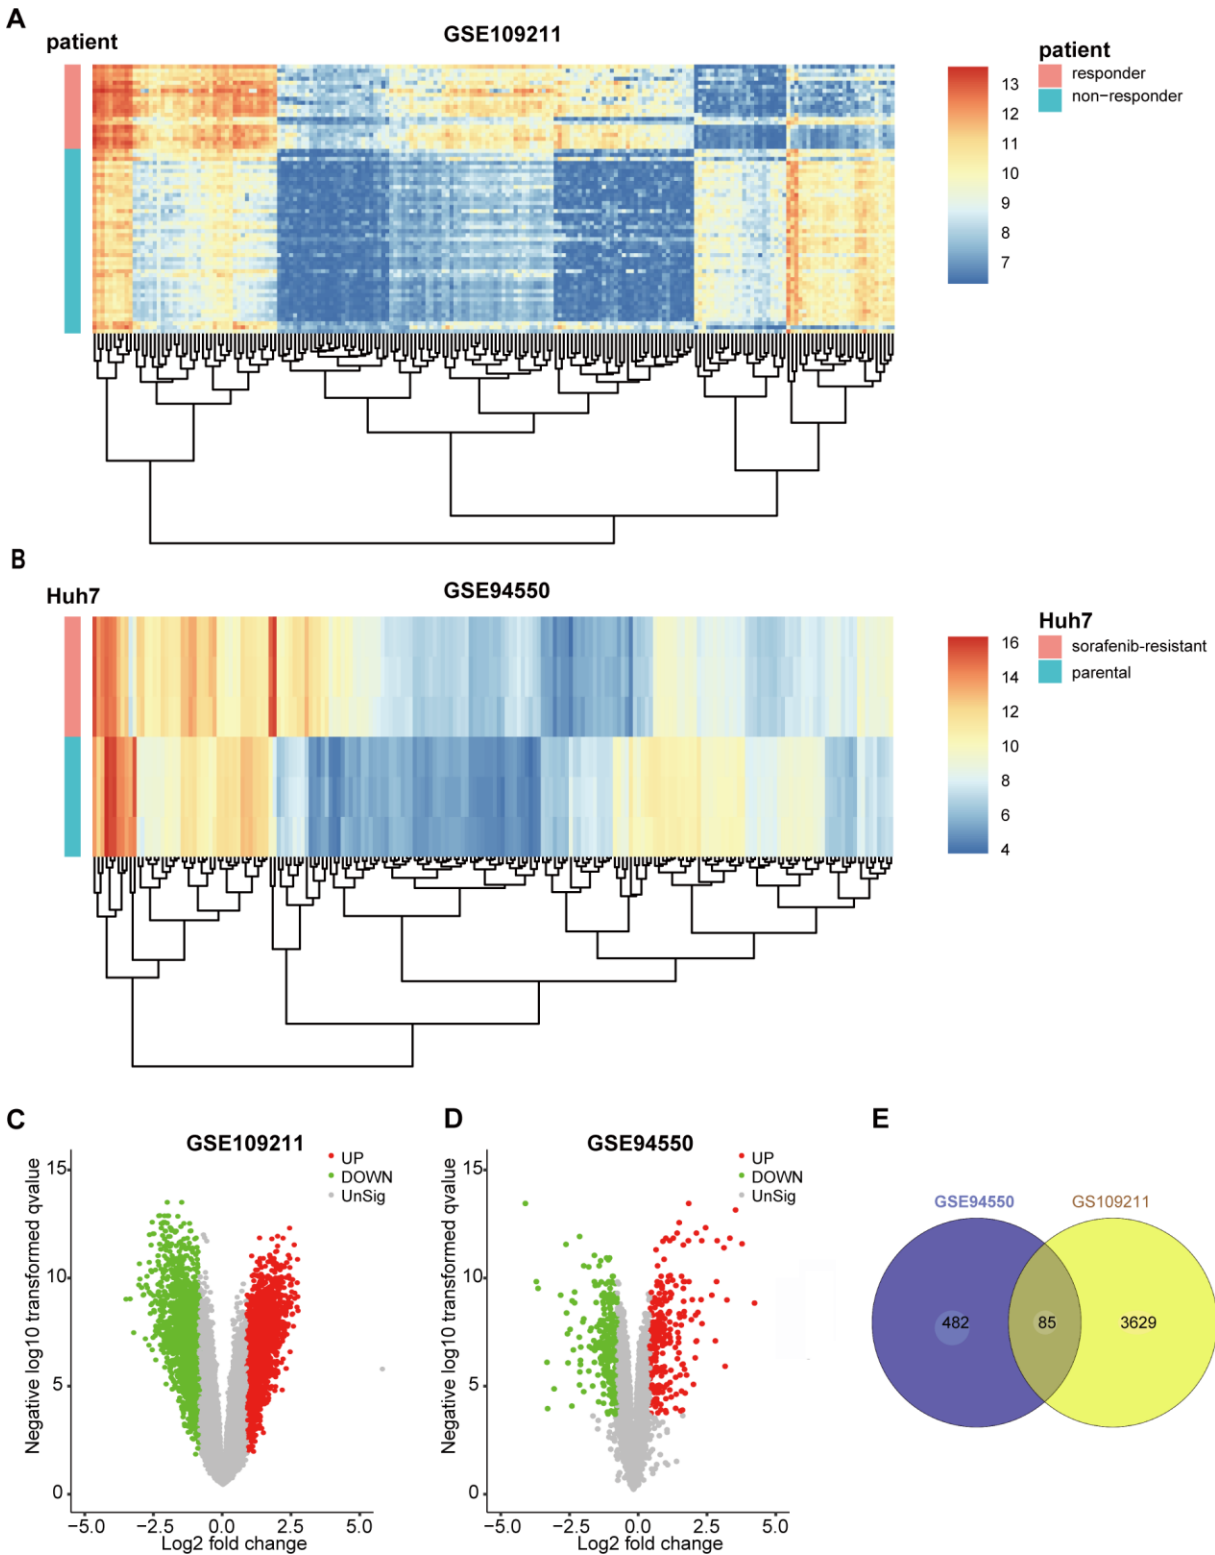 A
patient
GSE109211
13
12
11
10
9
8
7
patient
responder
non−responder
B
Huh7
GSE94550
16
14
12
10
8
6
4
Huh7
sorafenib-resistant
parental
C
GSE109211
UP
DOWN
UnSig
Negative log10 transformed qvalue
15
10
5
0
−5.0 −2.5 0.0 2.5 5.0
Log2 fold change
D
GSE94550
UP
DOWN
UnSig
Negative log10 transformed qvalue
15
10
5
0
−5.0 −2.5 0.0 2.5 5.0
Log2 fold change
E
GSE94550 GS109211
482 85 3629